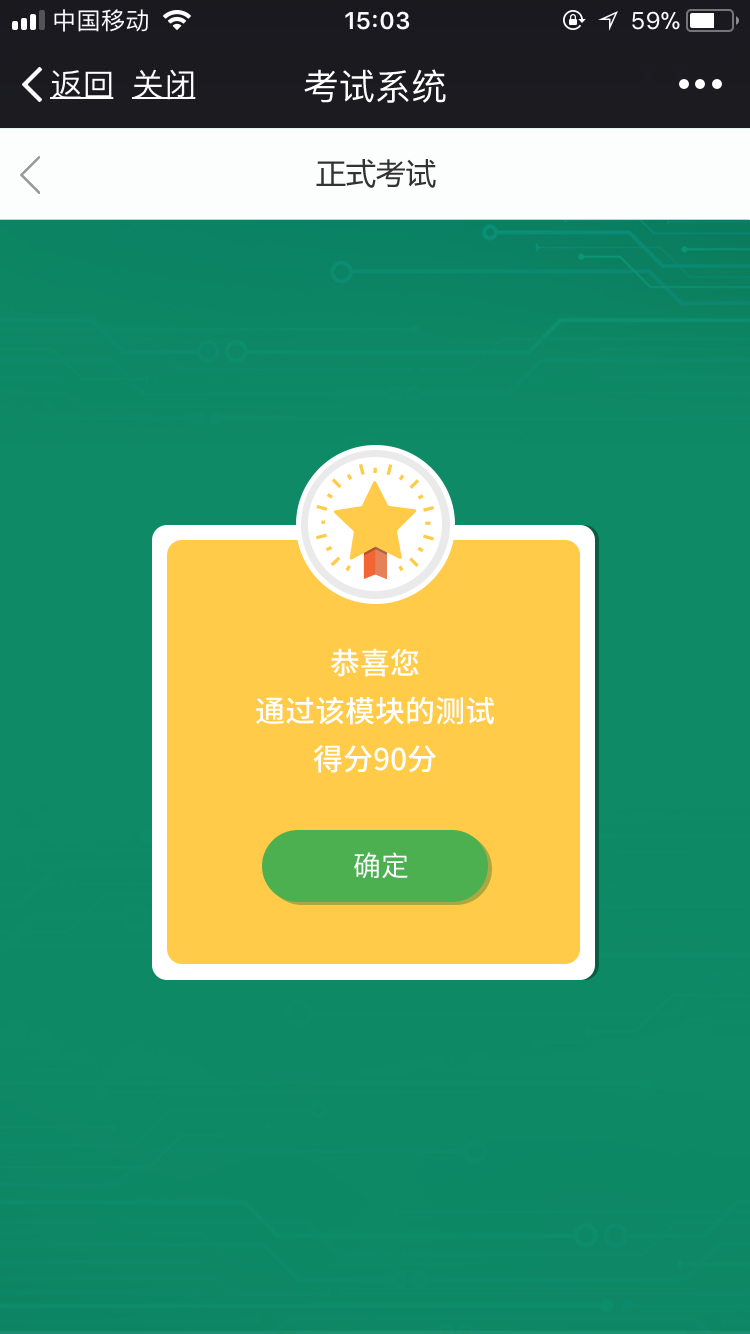 中国移动 15:03 59%
返回 关闭 考试系统
正式考试
恭喜您
通过该模块的测试
得分90分
确定